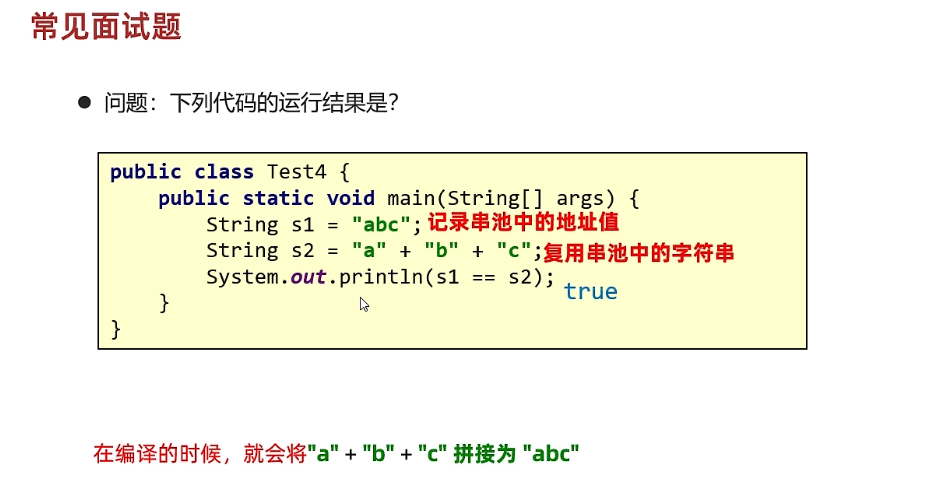 常见面试题
● 问题：下列代码的运行结果是？
public class Test4 {
    public static void main(String[] args) {
        String s1 = "abc"; 记录串池中的地址值
        String s2 = "a" + "b" + "c";复用串池中的字符串
        System.out.println(s1 == s2); true
    }
}
在编译的时候，就会将"a" + "b" + "c" 拼接为 "abc"